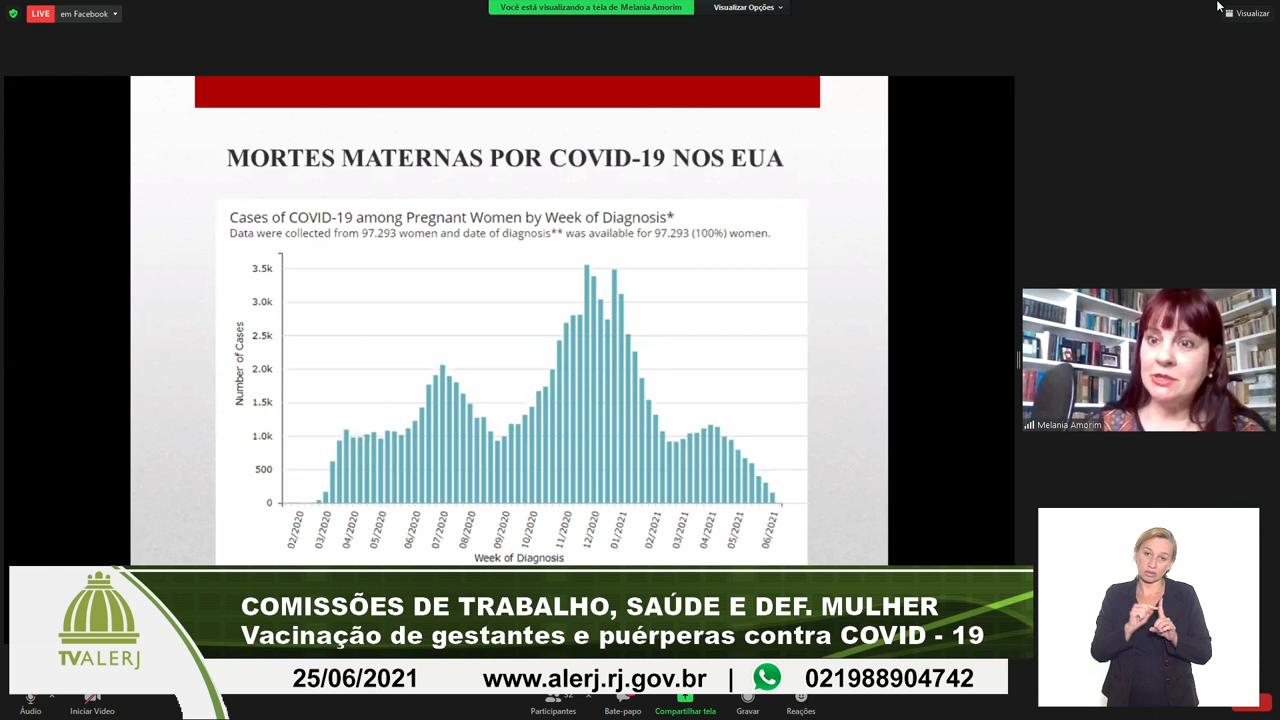 LIVE em Facebook
Você está visualizando a tela de Melania Amorim
Visualizar Opções
Visualizar
MORTES MATERNAS POR COVID-19 NOS EUA
Cases of COVID-19 among Pregnant Women by Week of Diagnosis*
Data were collected from 97.293 women and date of diagnosis** was available for 97.293 (100%) women.
Number of Cases
3.5k
3.0k
2.5k
2.0k
1.5k
1.0k
500
0
02/2020 03/2020 04/2020 05/2020 06/2020 07/2020 08/2020 09/2020 10/2020 11/2020 12/2020 01/2021 02/2021 03/2021 04/2021 05/2021 06/2021
Week of Diagnosis
Melania Amorim
TVALERJ
COMISSÕES DE TRABALHO, SAÚDE E DEF. MULHER
Vacinação de gestantes e puérperas contra COVID - 19
25/06/2021 www.alerj.rj.gov.br | 021988904742
Áudio Iniciar Vídeo Participantes Bate-papo Compartilhar tela Gravar Reações